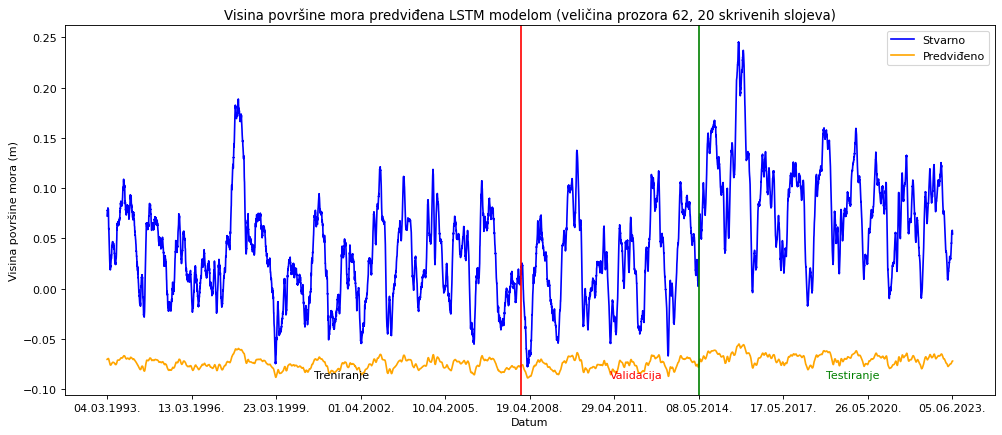 Visina površine mora predviđena LSTM modelom (veličina prozora 62, 20 skrivenih slojeva)
Stvarno
Predviđeno
Visina površine mora (m)
0.25
0.20
0.15
0.10
0.05
0.00
−0.05
−0.10
Treniranje
Validacija
Testiranje
04.03.1993.
13.03.1996.
23.03.1999.
01.04.2002.
10.04.2005.
19.04.2008.
29.04.2011.
08.05.2014.
17.05.2017.
26.05.2020.
05.06.2023.
Datum